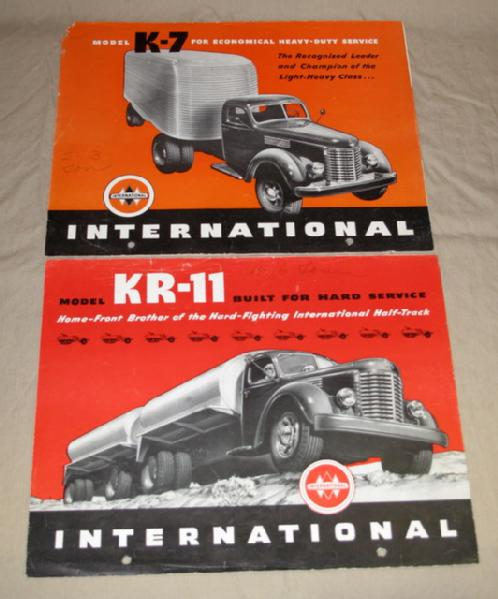 MODEL K-7 FOR ECONOMICAL HEAVY-DUTY SERVICE
The Recognized Leader
and Champion of the
Light-Heavy Class...
INTERNATIONAL
INTERNATIONAL
MODEL KR-11 BUILT FOR HARD SERVICE
Home-Front Brother of the Hard-Fighting International Half-Track
INTERNATIONAL
INTERNATIONAL